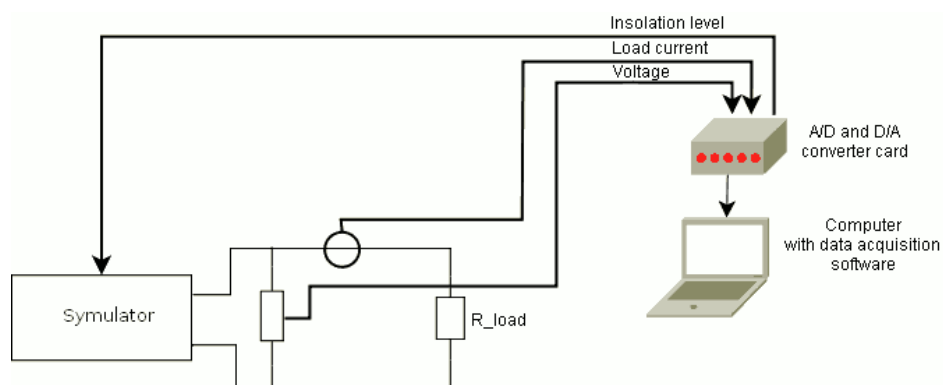 Insolation level
Load current
Voltage
A/D and D/A
converter card
Computer
with data acquisition
software
Symulator
R_load